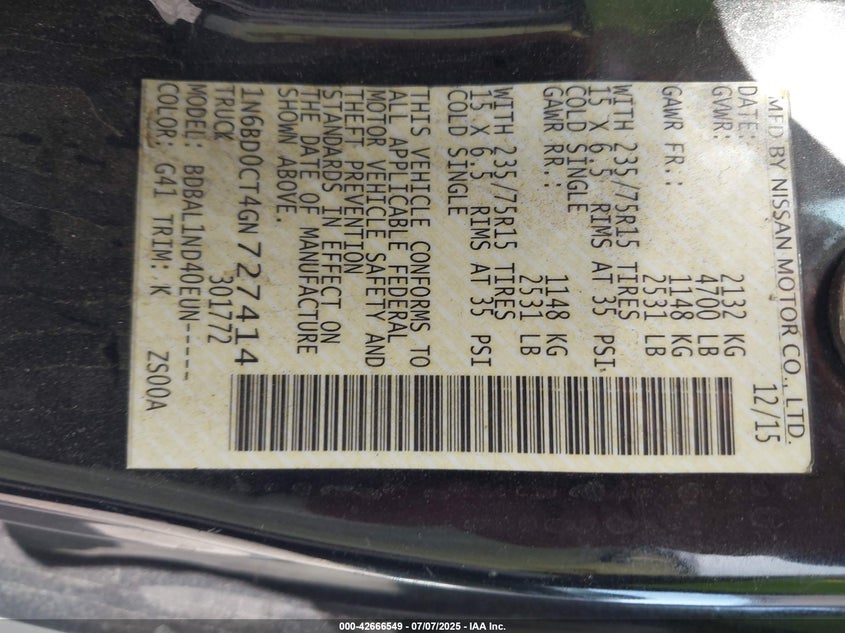 MFD BY NISSAN MOTOR CO., LTD.
DATE: 12/15
GVWR: 2132 KG
4700 LB
GAWR FR.: 1148 KG
2531 LB
WITH 235/75R15 TIRES
15 X 6.5 RIMS AT 35 PSI
COLD SINGLE
GAWR RR.: 1148 KG
2531 LB
WITH 235/75R15 TIRES
15 X 6.5 RIMS AT 35 PSI
COLD SINGLE
THIS VEHICLE CONFORMS TO
ALL APPLICABLE FEDERAL
MOTOR VEHICLE SAFETY AND
THEFT PREVENTION
STANDARDS IN EFFECT ON
THE DATE OF MANUFACTURE
SHOWN ABOVE.
1N6BD0CT4GN727414
TRUCK 301772
MODEL: BDBAL1ND40EUN-----
COLOR: G41 TRIM: K ZS00A
000-42666549 - 07/07/2025 - IAA Inc.